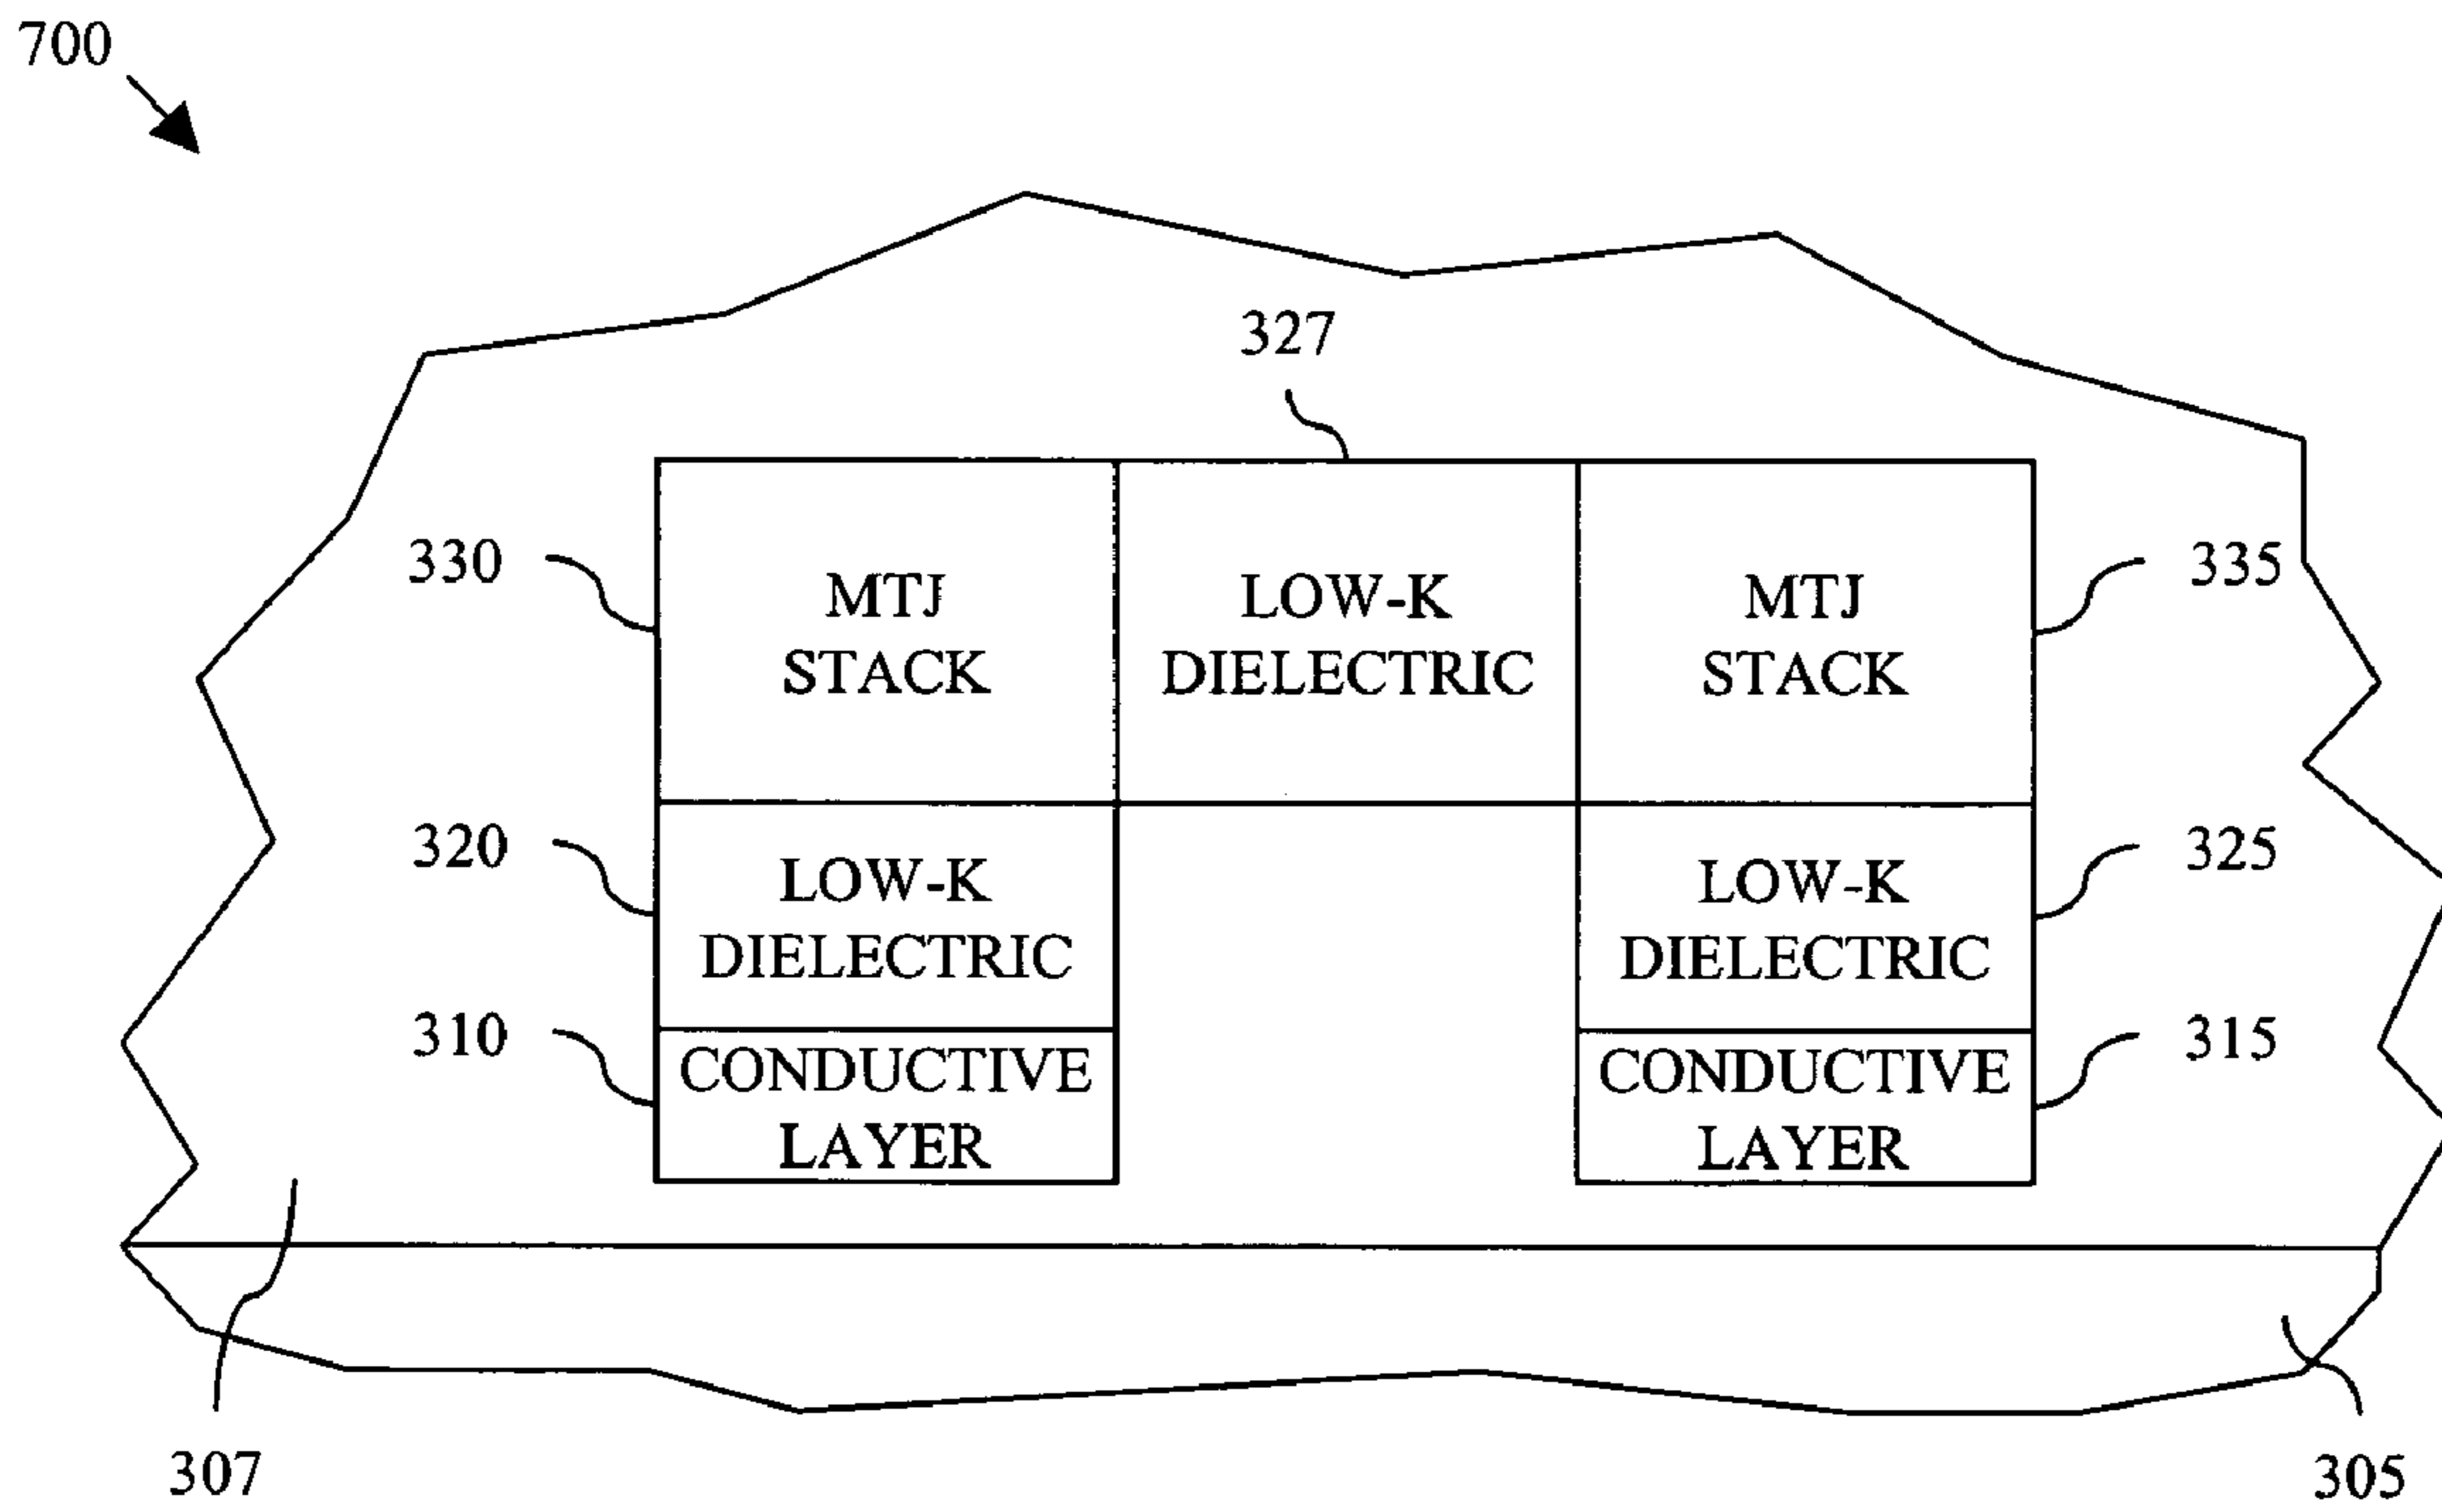 700
327
330
MTJ
STACK
LOW-K
DIELECTRIC
MTJ
STACK
335
320
LOW-K
DIELECTRIC
LOW-K
DIELECTRIC
325
310
CONDUCTIVE
LAYER
CONDUCTIVE
LAYER
315
307
305